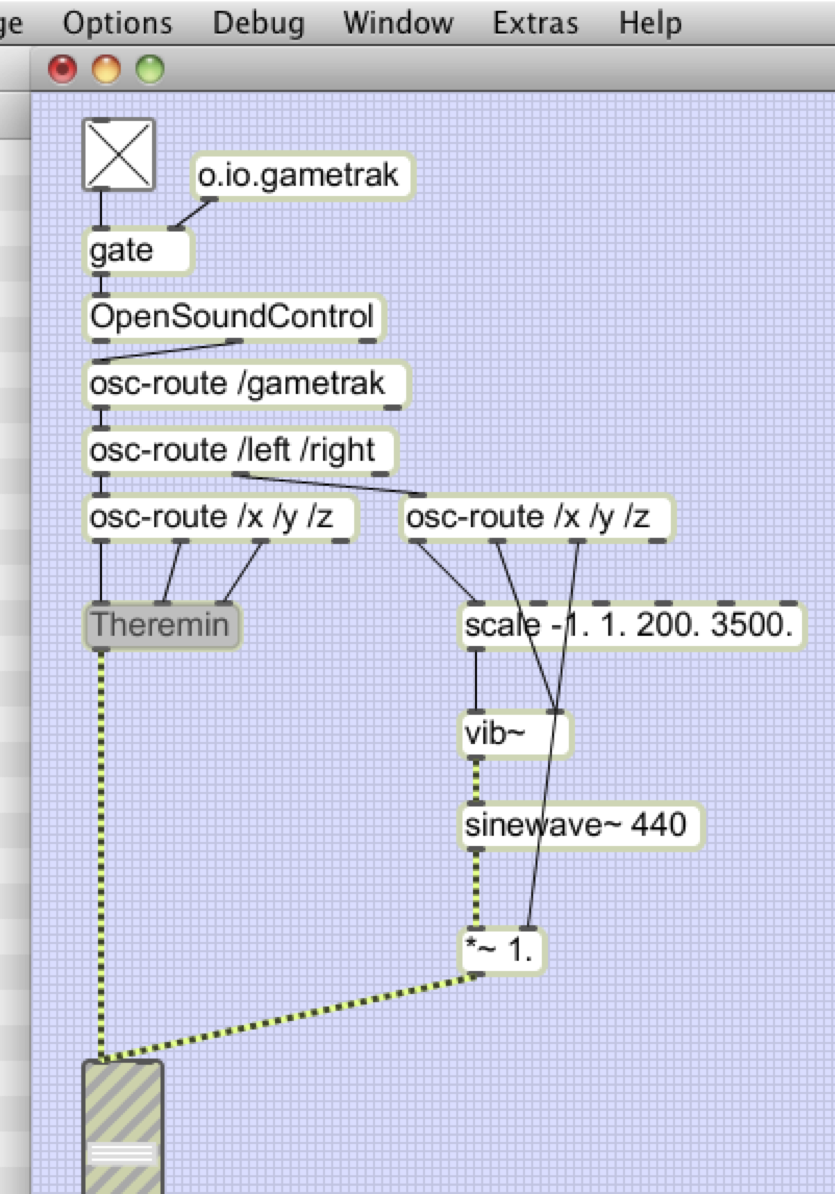 ge Options Debug Window Extras Help
o.io.gametrak
gate
OpenSoundControl
osc-route /gametrak
osc-route /left /right
osc-route /x /y /z
osc-route /x /y /z
Theremin
scale -1. 1. 200. 3500.
vib~
sinewave~ 440
*~ 1.